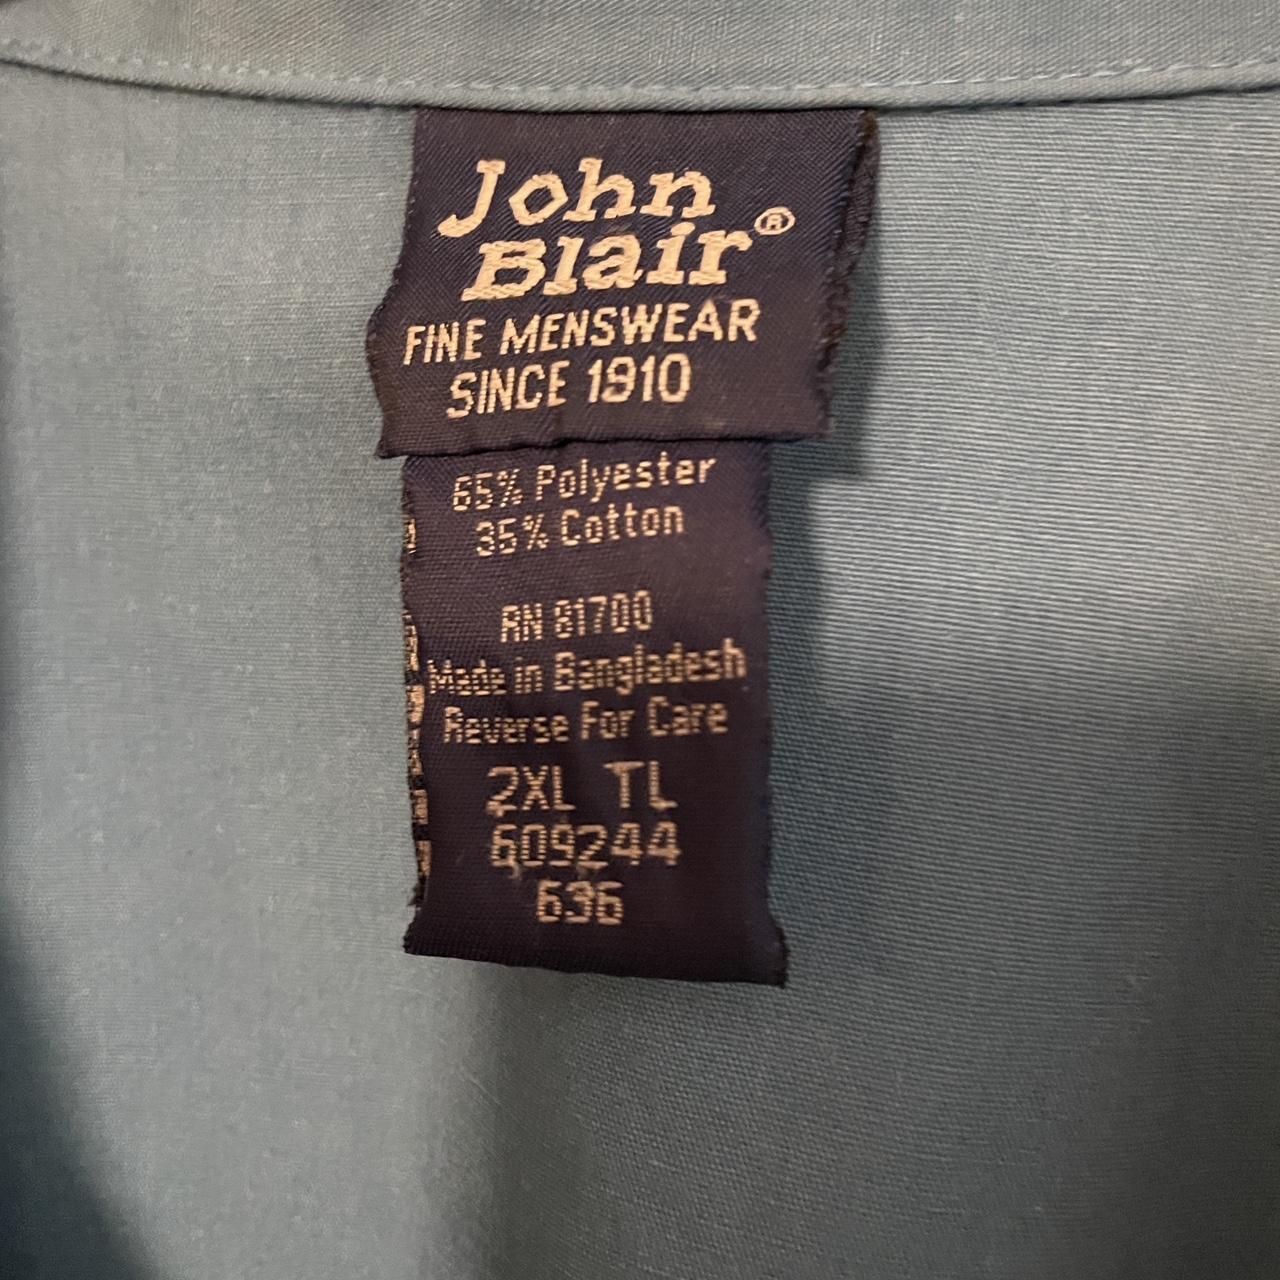 John
Blair®
FINE MENSWEAR
SINCE 1910
65% Polyester
35% Cotton
RN 81700
Made in Bangladesh
Reverse For Care
2XL TL
609244
636